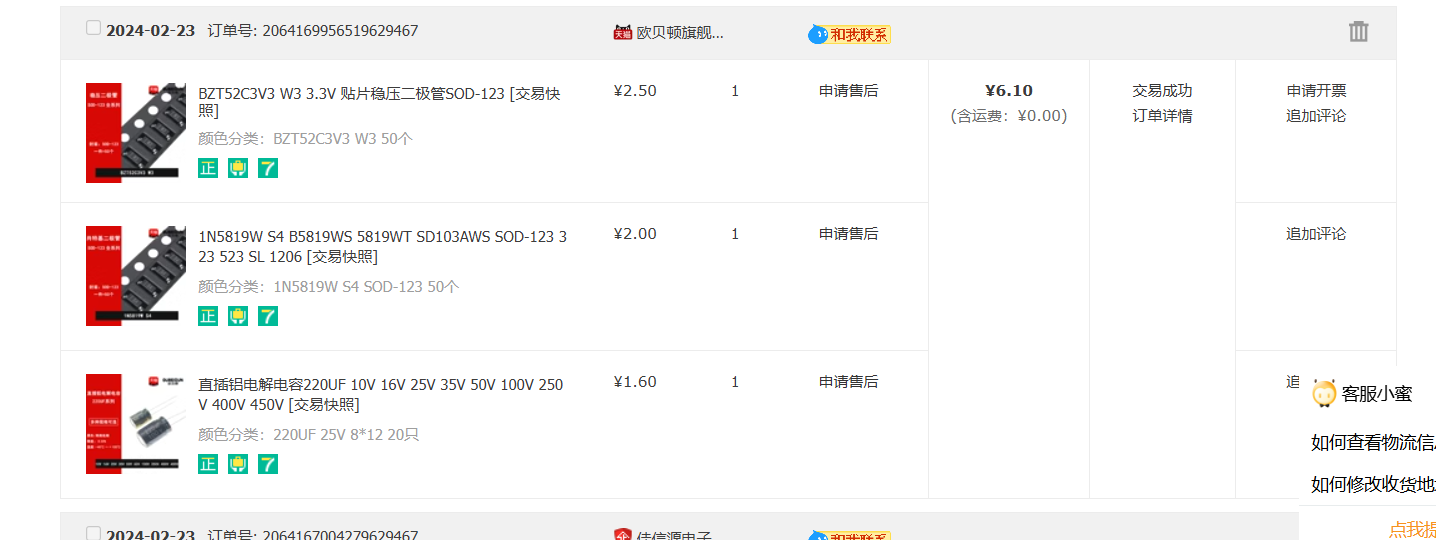 2024-02-23 订单号: 2064169956519629467 天猫 欧贝顿旗舰... 和我联系
BZT52C3V3 W3 3.3V 贴片稳压二极管SOD-123 [交易快
照]
颜色分类：BZT52C3V3 W3 50个
正 7
¥2.50 1 申请售后
¥6.10
(含运费：¥0.00)
交易成功
订单详情
申请开票
追加评论
1N5819W S4 B5819WS 5819WT SD103AWS SOD-123 3
23 523 SL 1206 [交易快照]
颜色分类：1N5819W S4 SOD-123 50个
正 7
¥2.00 1 申请售后
追加评论
直插铝电解电容220UF 10V 16V 25V 35V 50V 100V 250
V 400V 450V [交易快照]
颜色分类：220UF 25V 8*12 20只
正 7
¥1.60 1 申请售后
追
客服小蜜
如何查看物流信
如何修改收货地
点我提
2024-02-23 订单号: 2064167004279629467 企 佳信源电子 和我联系